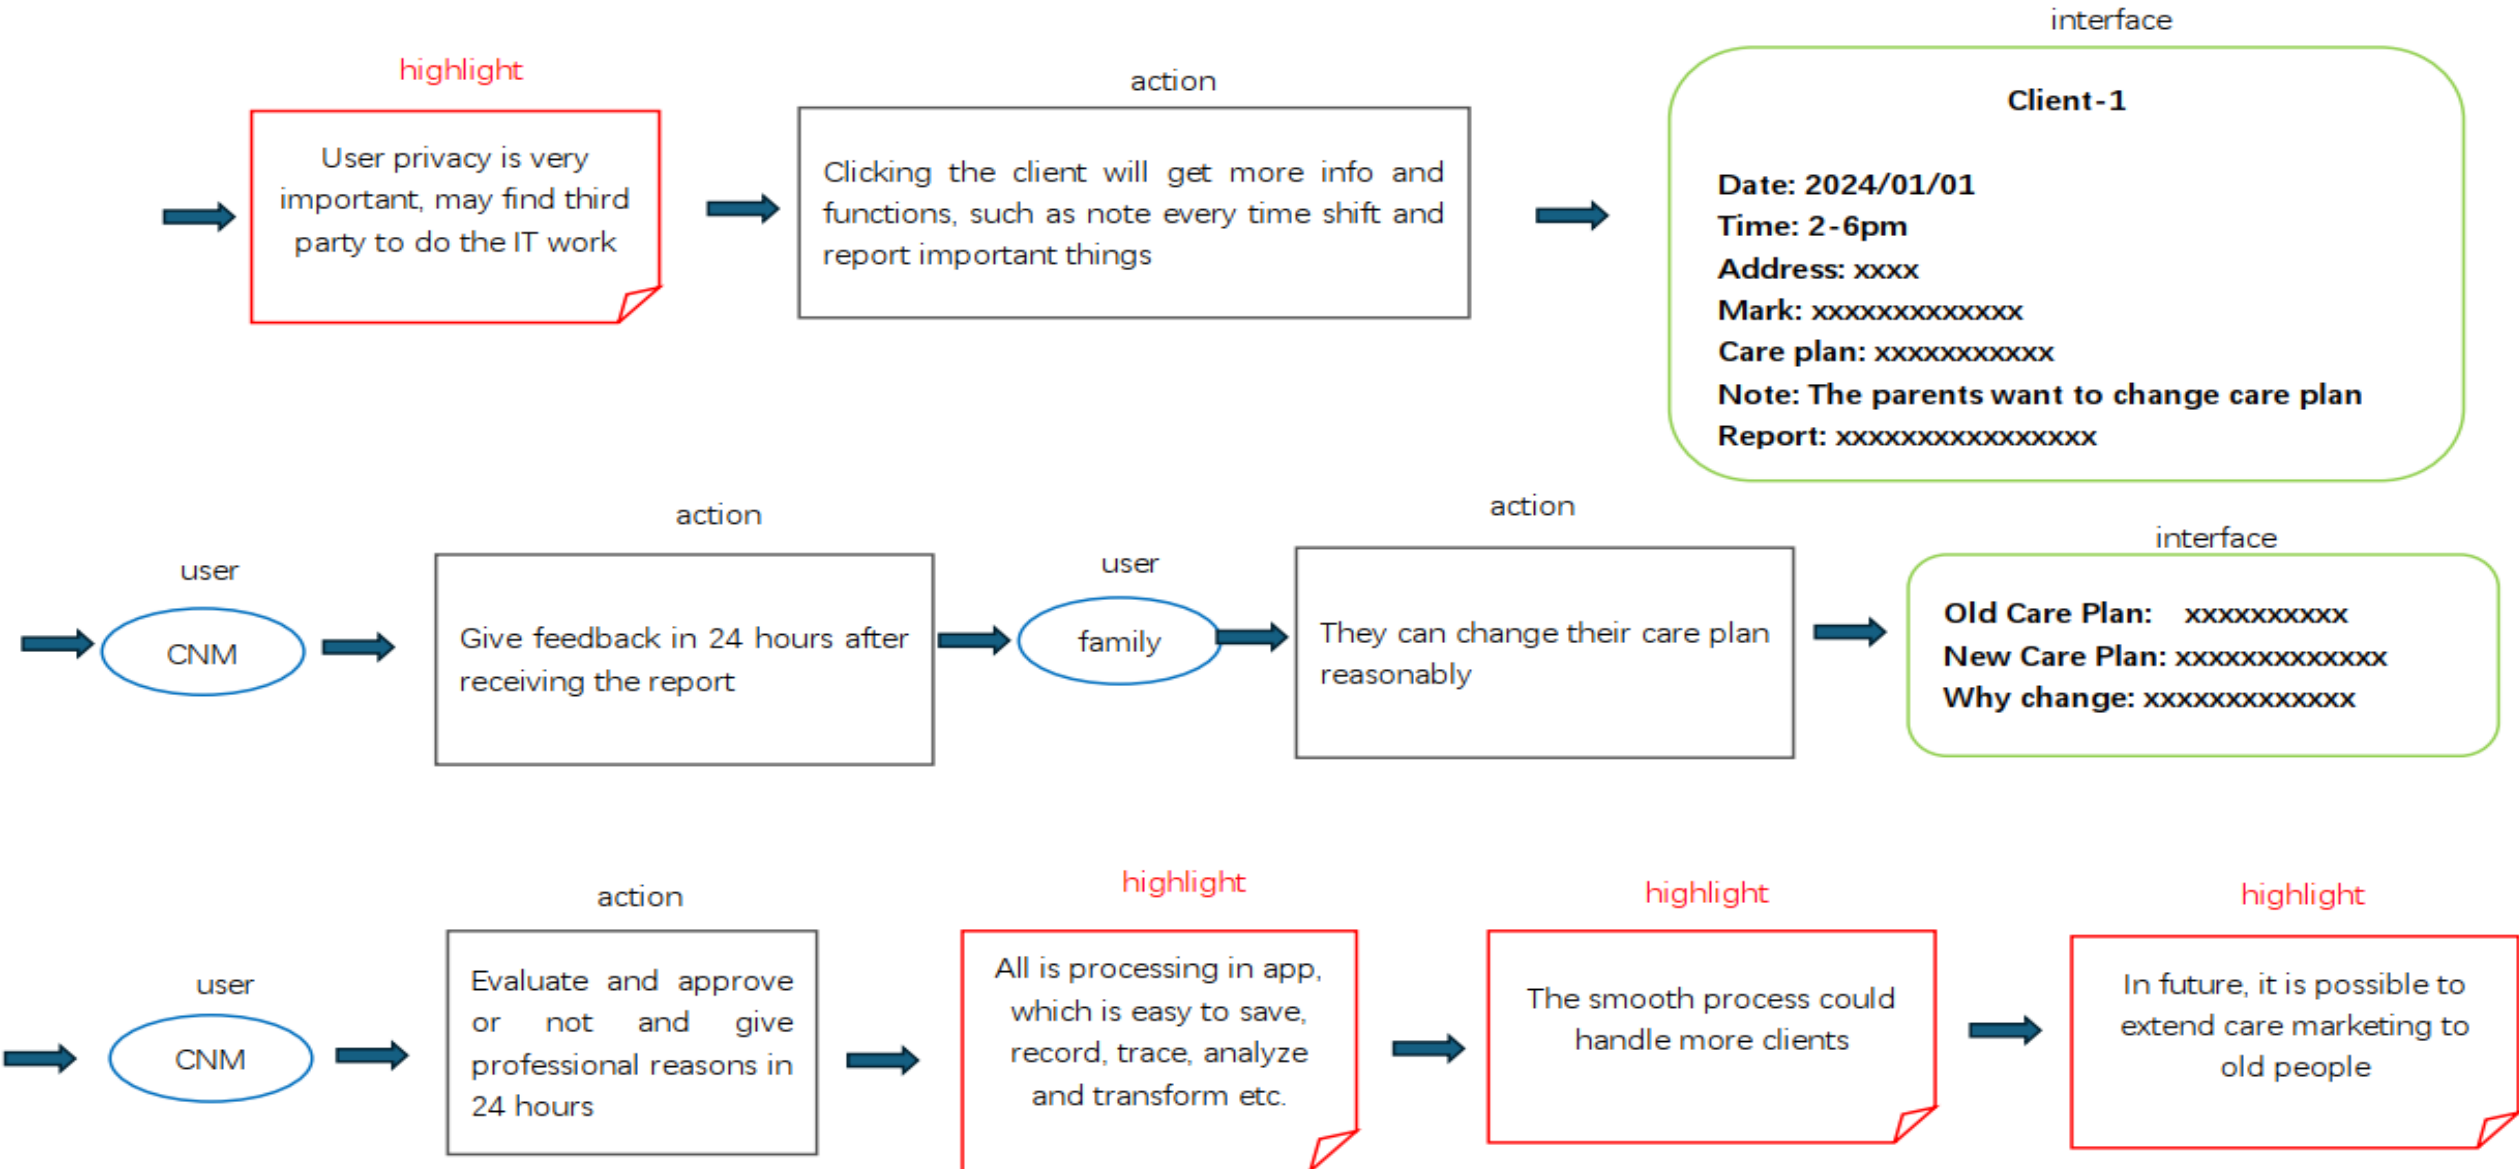 highlight
User privacy is very
important, may find third
party to do the IT work
action
Clicking the client will get more info and
functions, such as note every time shift and
report important things
interface
Client-1
Date: 2024/01/01
Time: 2-6pm
Address: xxxx
Mark: xxxxxxxxxxxxx
Care plan: xxxxxxxxxxx
Note: The parents want to change care plan
Report: xxxxxxxxxxxxxxxx
user
CNM
action
Give feedback in 24 hours after
receiving the report
user
family
action
They can change their care plan
reasonably
interface
Old Care Plan: xxxxxxxxxx
New Care Plan: xxxxxxxxxxxxx
Why change: xxxxxxxxxxxxx
user
CNM
action
Evaluate and approve
or not and give
professional reasons in
24 hours
highlight
All is processing in app,
which is easy to save,
record, trace, analyze
and transform etc.
highlight
The smooth process could
handle more clients
highlight
In future, it is possible to
extend care marketing to
old people